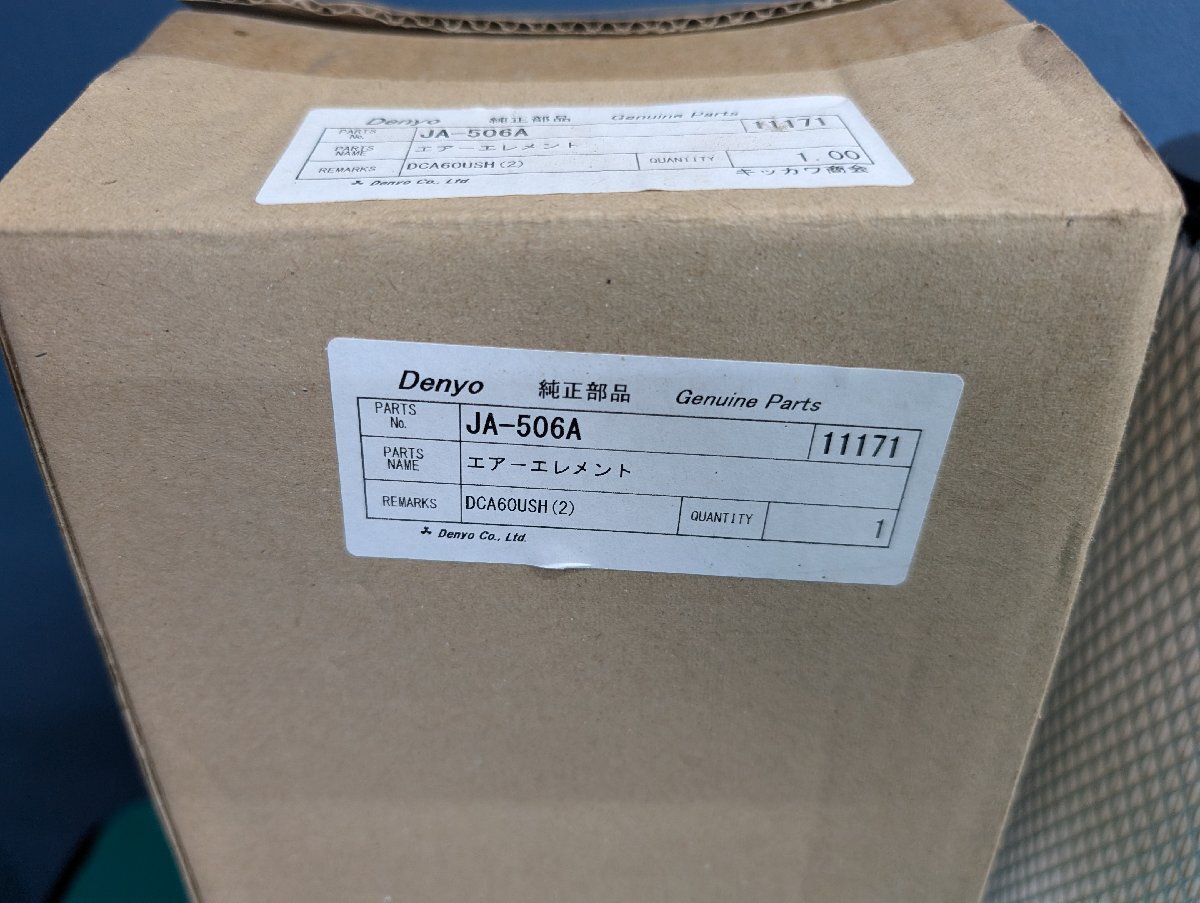 Denyo 純正部品 Genuine Parts
PARTS No. JA-506A 11171
PARTS NAME エアーエレメント
REMARKS DCA60USH(2) QUANTITY 1.00
Denyo Co., Ltd キッカワ商会
Denyo 純正部品 Genuine Parts
PARTS No. JA-506A 11171
PARTS NAME エアーエレメント
REMARKS DCA60USH(2) QUANTITY 1
Denyo Co., Ltd.